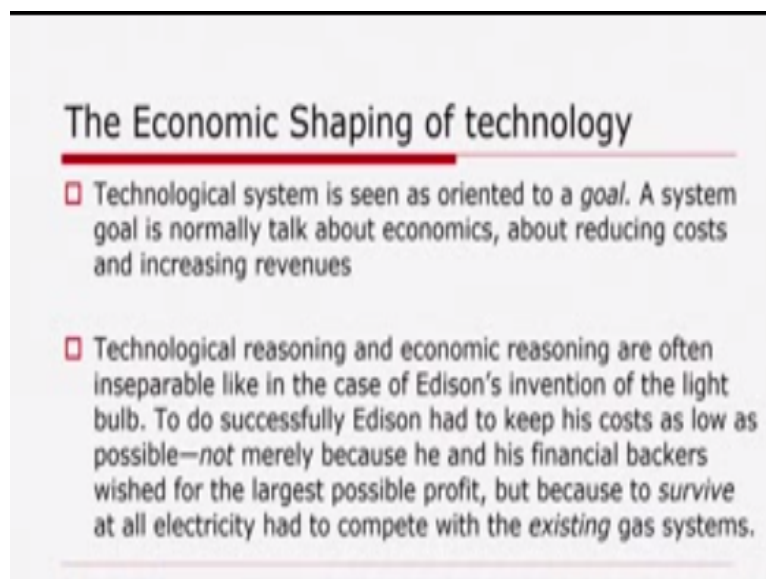 The Economic Shaping of technology
Technological system is seen as oriented to a goal. A system
goal is normally talk about economics, about reducing costs
and increasing revenues
Technological reasoning and economic reasoning are often
inseparable like in the case of Edison's invention of the light
bulb. To do successfully Edison had to keep his costs as low as
possible—not merely because he and his financial backers
wished for the largest possible profit, but because to survive
at all electricity had to compete with the existing gas systems.